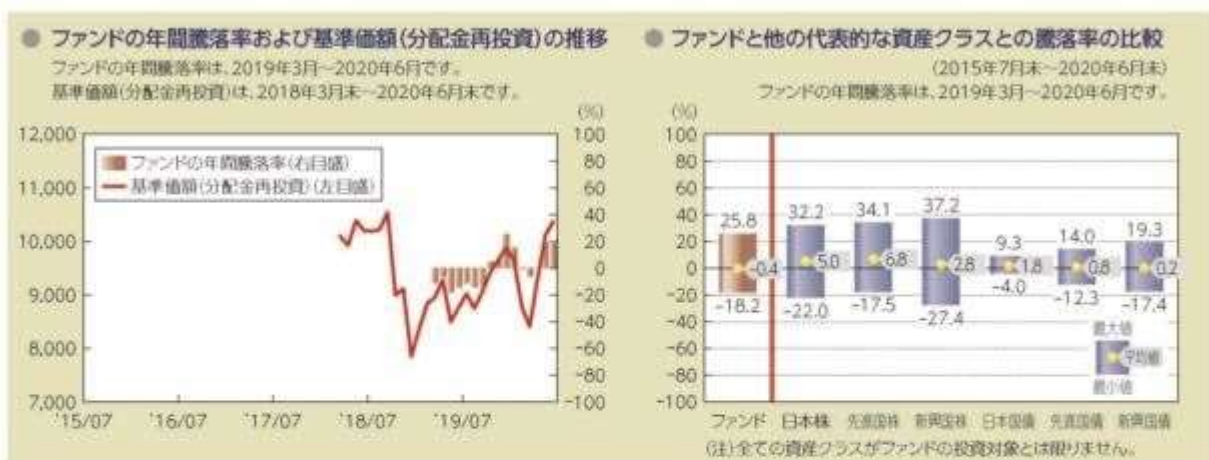 ● ファンドの年間騰落率および基準価額(分配金再投資)の推移
ファンドの年間騰落率は、2019年3月~2020年6月です。
基準価額(分配金再投資)は、2018年3月末~2020年6月末です。
(%)
12,000
11,000
10,000
9,000
8,000
7,000
100
80
60
40
20
0
-20
-40
-60
-80
-100
ファンドの年間騰落率(右目盛)
基準価額(分配金再投資)(左目盛)
'15/07 '16/07 '17/07 '18/07 '19/07
● ファンドと他の代表的な資産クラスとの騰落率の比較
(2015年7月末~2020年6月末)
ファンドの年間騰落率は、2019年3月~2020年6月です。
(%)
100
80
60
40
20
0
-20
-40
-60
-80
-100
25.8 32.2 34.1 37.2 9.3 14.0 19.3
-0.4 5.0 6.8 2.8 1.8 0.8 0.2
-18.2 -22.0 -17.5 -27.4 -4.0 -12.3 -17.4
最大値
平均値
最小値
ファンド 日本株 先進国株 新興国株 日本国債 先進国債 新興国債
(注)全ての資産クラスがファンドの投資対象とは限りません。